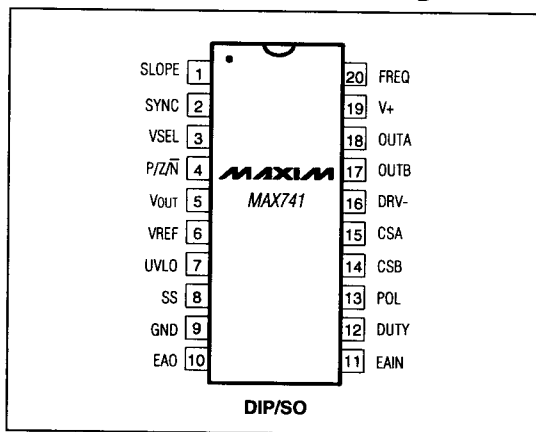 SLOPE 1
SYNC 2
VSEL 3
P/Z/N̅ 4
VOUT 5
VREF 6
UVLO 7
SS 8
GND 9
EAO 10
MAXIM
MAX741
20 FREQ
19 V+
18 OUTA
17 OUTB
16 DRV-
15 CSA
14 CSB
13 POL
12 DUTY
11 EAIN
DIP/SO